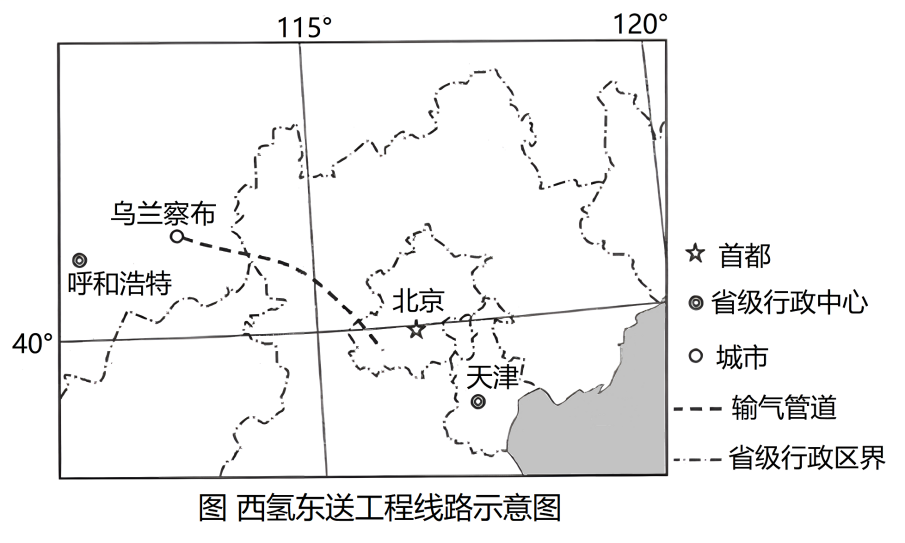 115°
120°
乌兰察布
呼和浩特
北京
40°
天津
首都
省级行政中心
城市
输气管道
省级行政区界
图 西氢东送工程线路示意图